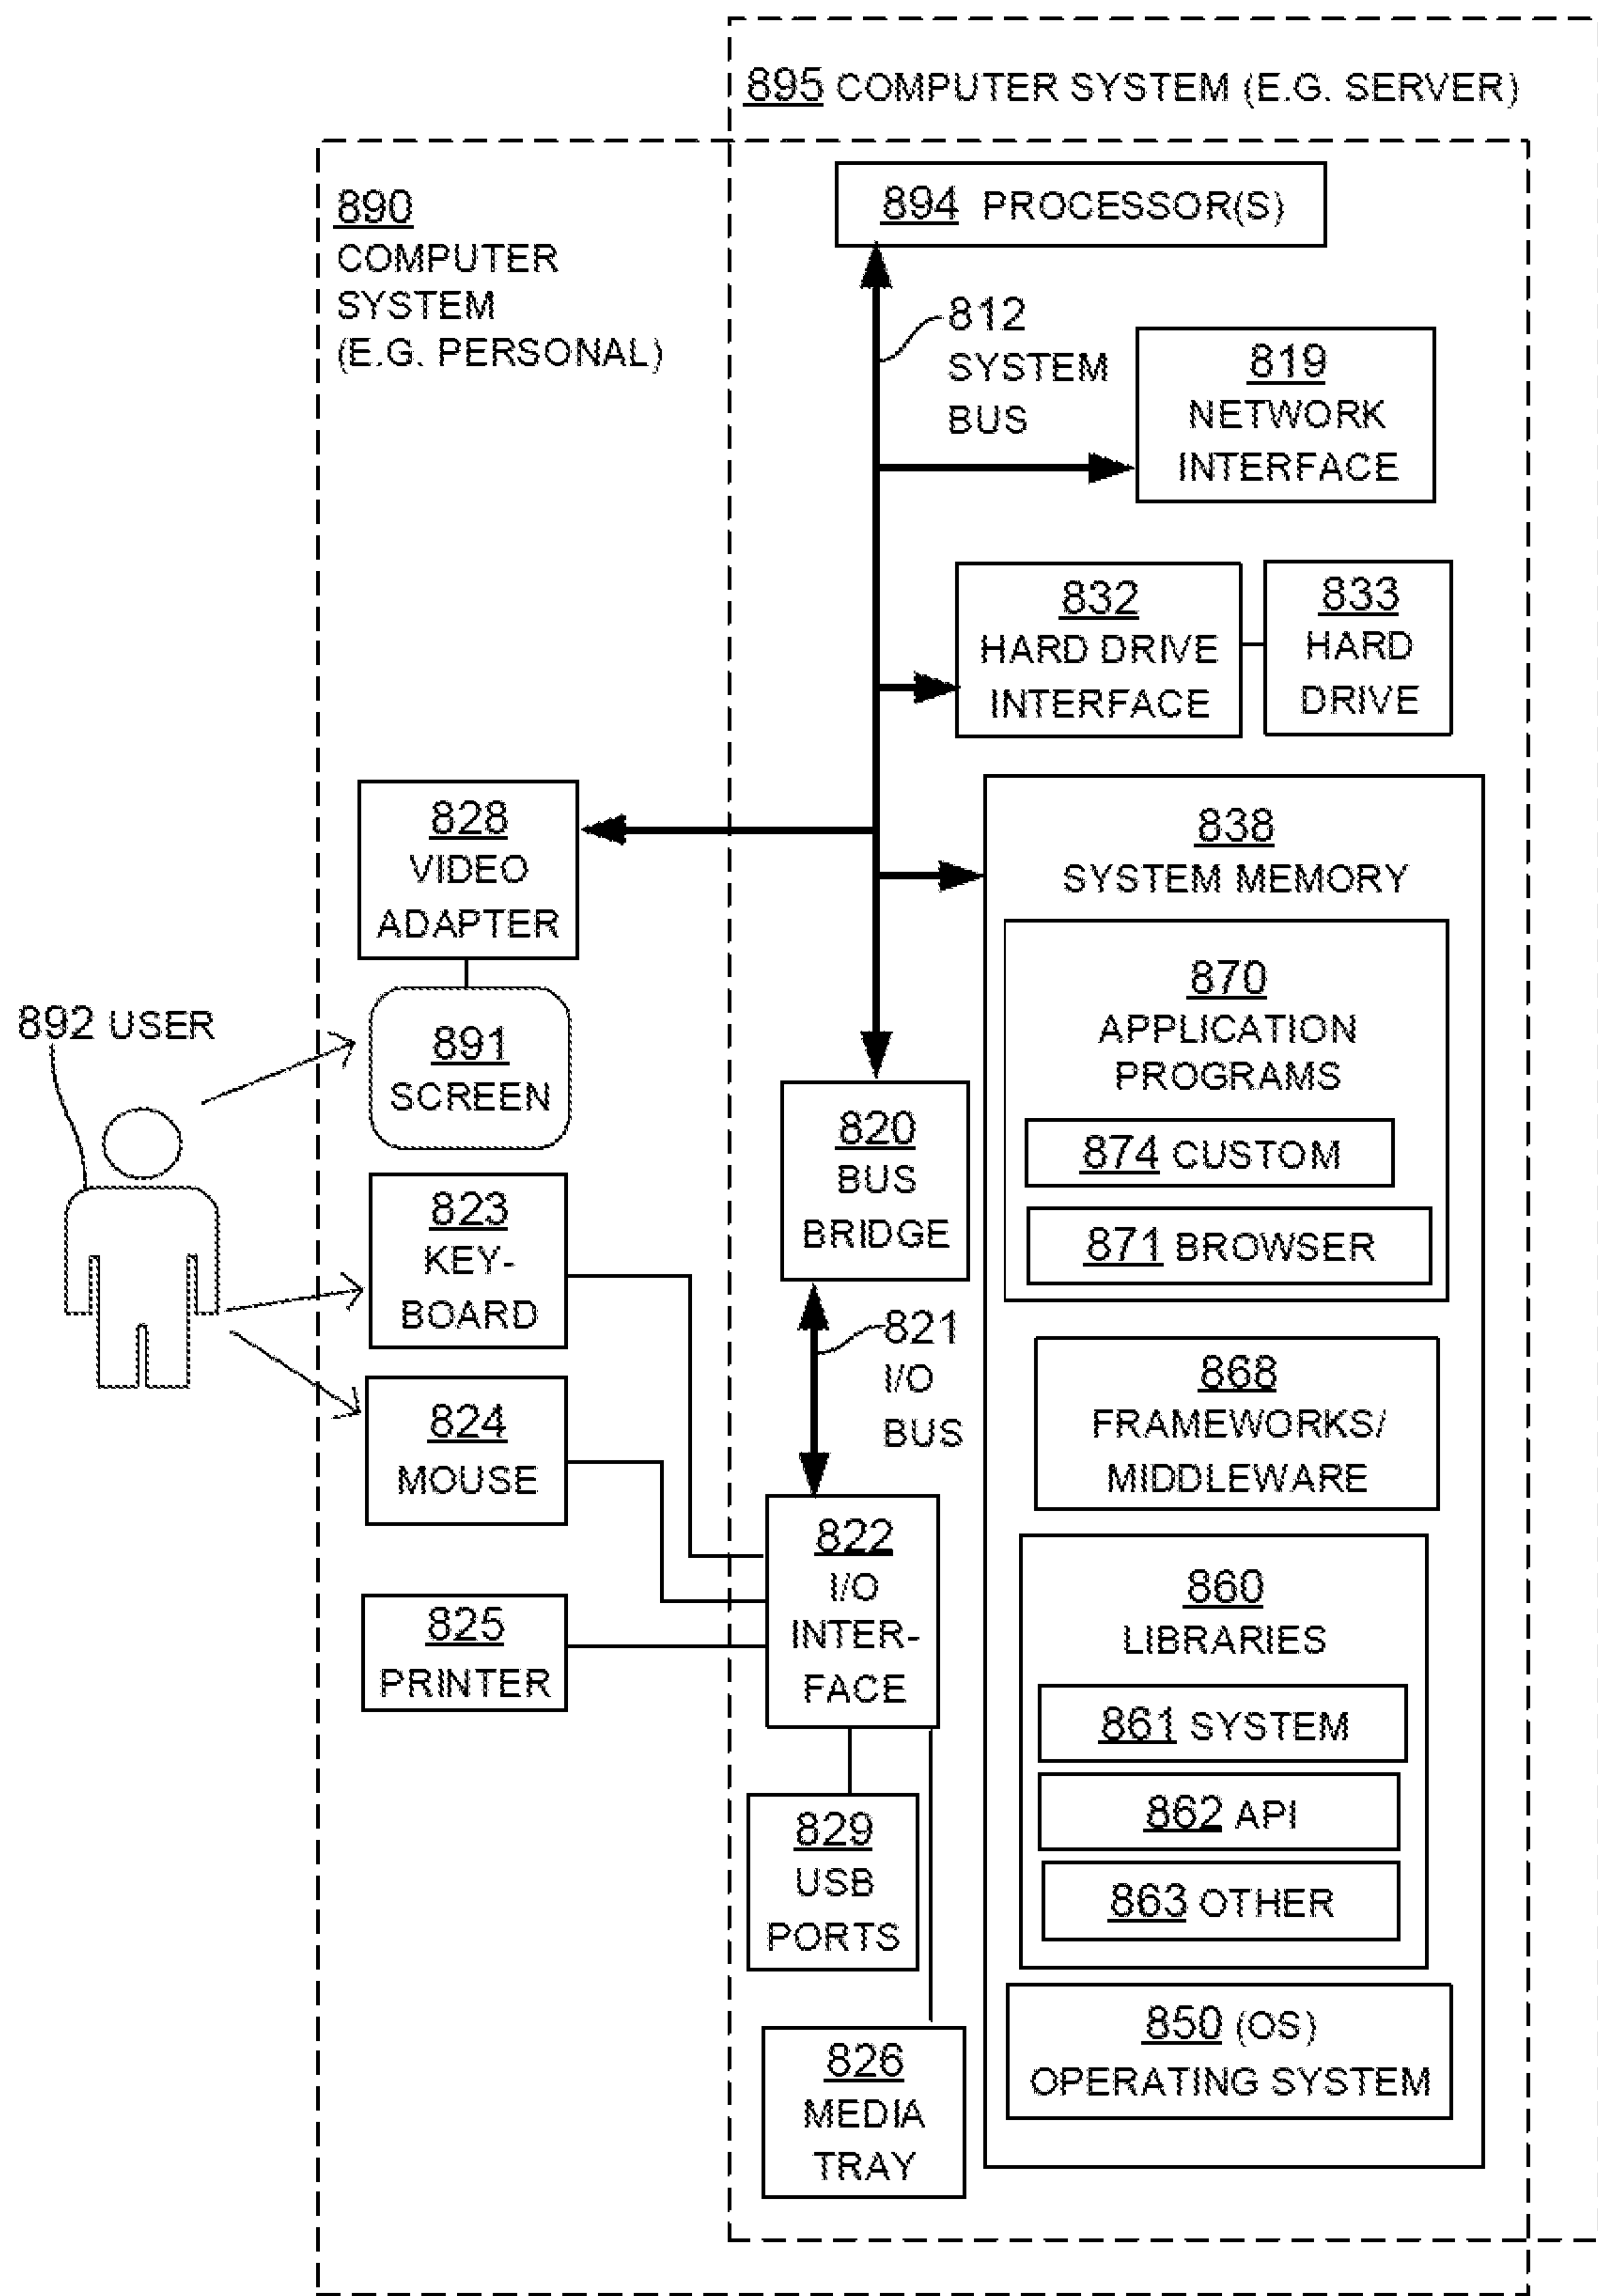 895 COMPUTER SYSTEM (E.G. SERVER)
890
COMPUTER
SYSTEM
(E.G. PERSONAL)
894 PROCESSOR(S)
812
SYSTEM
BUS
819
NETWORK
INTERFACE
832
HARD DRIVE
INTERFACE
833
HARD
DRIVE
828
VIDEO
ADAPTER
838
SYSTEM MEMORY
870
APPLICATION
PROGRAMS
874 CUSTOM
871 BROWSER
892 USER
891
SCREEN
820
BUS
BRIDGE
823
KEY-
BOARD
821
I/O
BUS
824
MOUSE
868
FRAMEWORKS/
MIDDLEWARE
822
I/O
INTER-
FACE
825
PRINTER
860
LIBRARIES
861 SYSTEM
862 API
863 OTHER
829
USB
PORTS
850 (OS)
OPERATING SYSTEM
826
MEDIA
TRAY